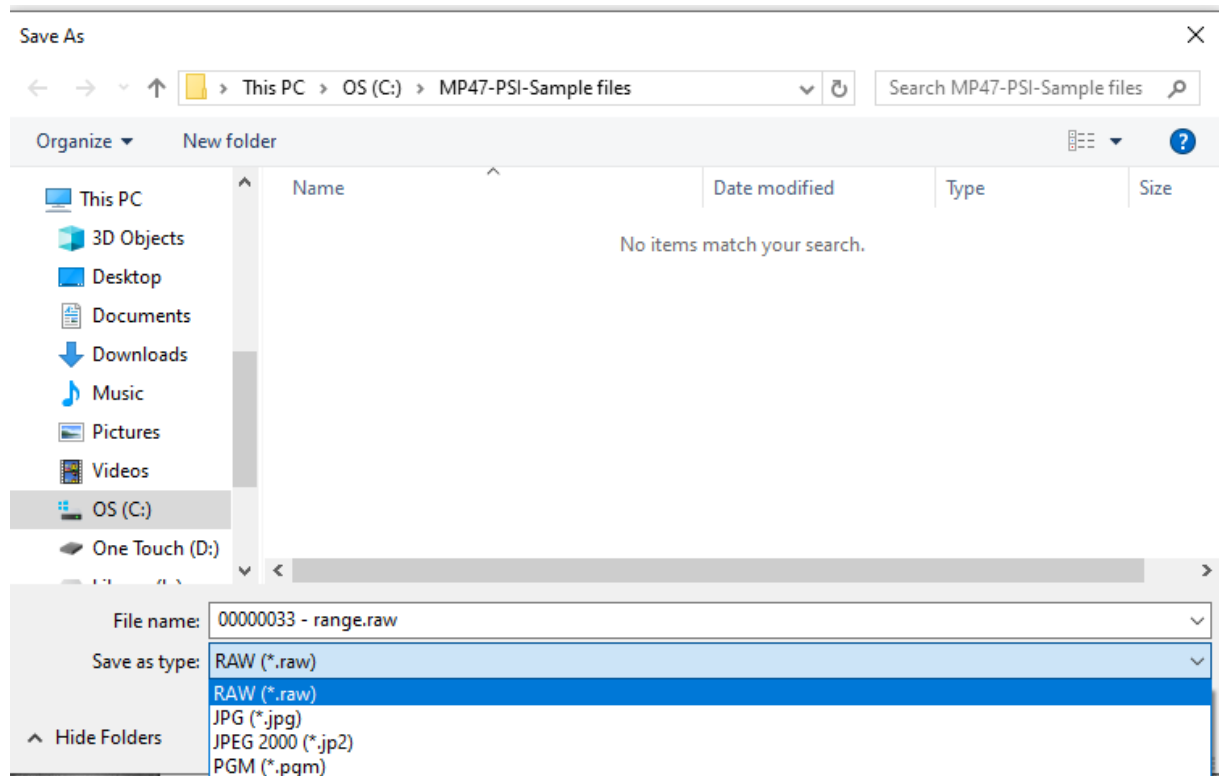 Save As
This PC > OS (C:) > MP47-PSI-Sample files
Search MP47-PSI-Sample files
Organize
New folder
?
Name
Date modified
Type
Size
No items match your search.
This PC
3D Objects
Desktop
Documents
Downloads
Music
Pictures
Videos
OS (C:)
One Touch (D:)
File name:
00000033 - range.raw
Save as type:
RAW (*.raw)
RAW (*.raw)
JPG (*.jpg)
JPEG 2000 (*.jp2)
PGM (*.pgm)
Hide Folders